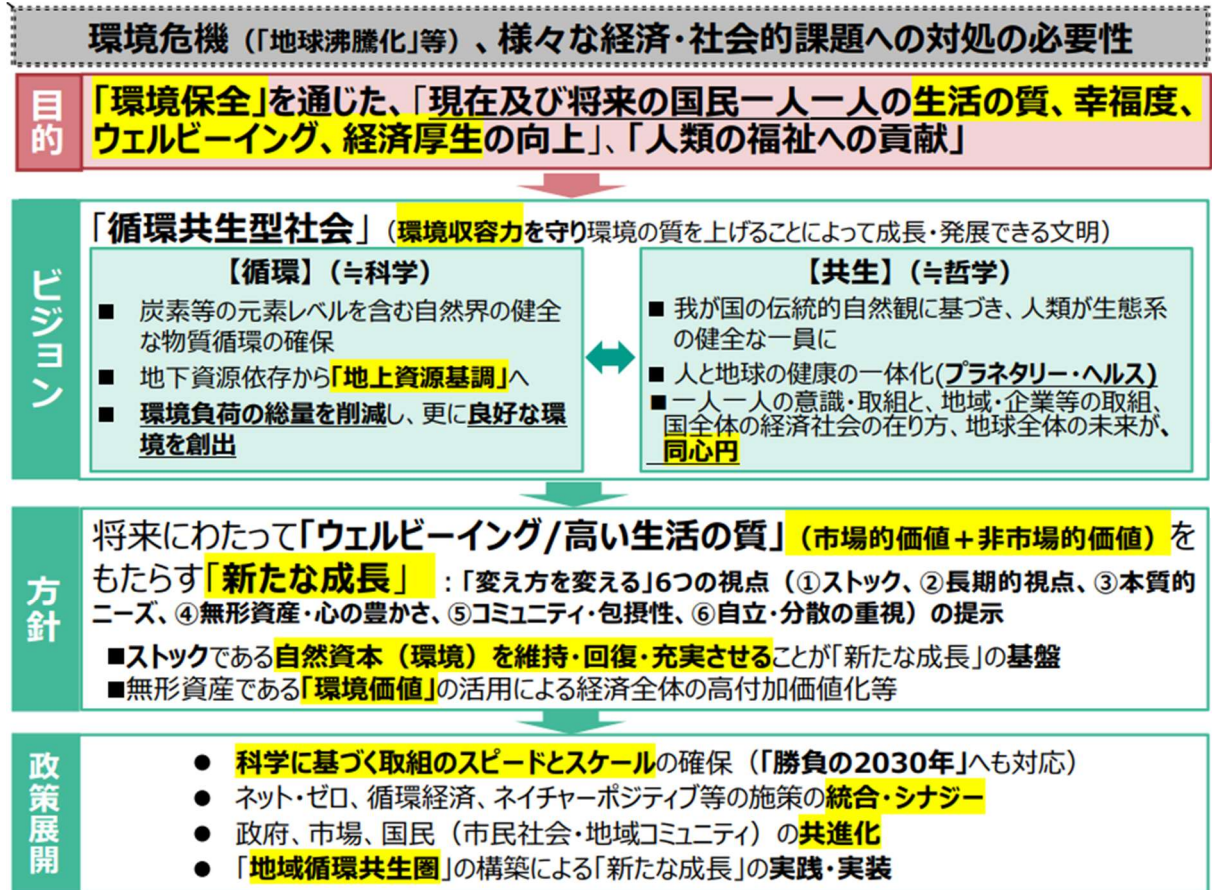 環境危機（「地球沸騰化」等）、様々な経済・社会的課題への対処の必要性
目的
「環境保全」を通じた、「現在及び将来の国民一人一人の生活の質、幸福度、
ウェルビーイング、経済厚生の向上」、「人類の福祉への貢献」
ビジョン
「循環共生型社会」（環境収容力を守り環境の質を上げることによって成長・発展できる文明）
【循環】（≒科学）
■ 炭素等の元素レベルを含む自然界の健全
な物質循環の確保
■ 地下資源依存から「地上資源基調」へ
■ 環境負荷の総量を削減し、更に良好な環
境を創出
【共生】（≒哲学）
■ 我が国の伝統的自然観に基づき、人類が生態系
の健全な一員に
■ 人と地球の健康の一体化(プラネタリー・ヘルス)
■一人一人の意識・取組と、地域・企業等の取組、
国全体の経済社会の在り方、地球全体の未来が、
同心円
方針
将来にわたって「ウェルビーイング/高い生活の質」（市場的価値＋非市場的価値）を
もたらす「新たな成長」：「変え方を変える」6つの視点（①ストック、②長期的視点、③本質的
ニーズ、④無形資産・心の豊かさ、⑤コミュニティ・包摂性、⑥自立・分散の重視）の提示
■ストックである自然資本（環境）を維持・回復・充実させることが「新たな成長」の基盤
■無形資産である「環境価値」の活用による経済全体の高付加価値化等
政策展開
● 科学に基づく取組のスピードとスケールの確保（「勝負の2030年」へも対応）
● ネット・ゼロ、循環経済、ネイチャーポジティブ等の施策の統合・シナジー
● 政府、市場、国民（市民社会・地域コミュニティ）の共進化
● 「地域循環共生圏」の構築による「新たな成長」の実践・実装